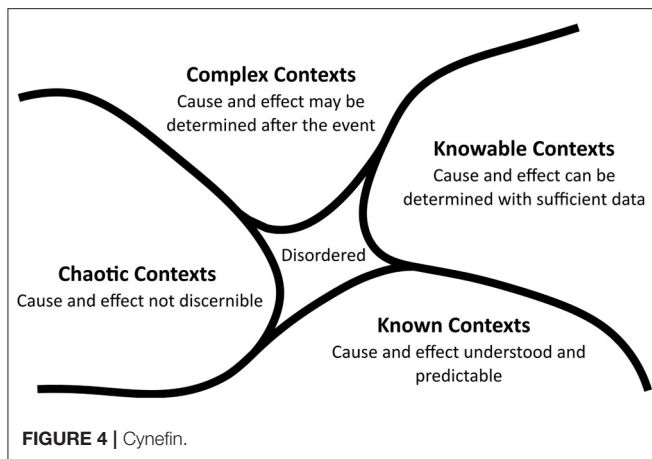 Complex Contexts
Cause and effect may be
determined after the event
Knowable Contexts
Cause and effect can be
determined with sufficient data
Disordered
Chaotic Contexts
Cause and effect not discernible
Known Contexts
Cause and effect understood and
predictable
FIGURE 4 | Cynefin.